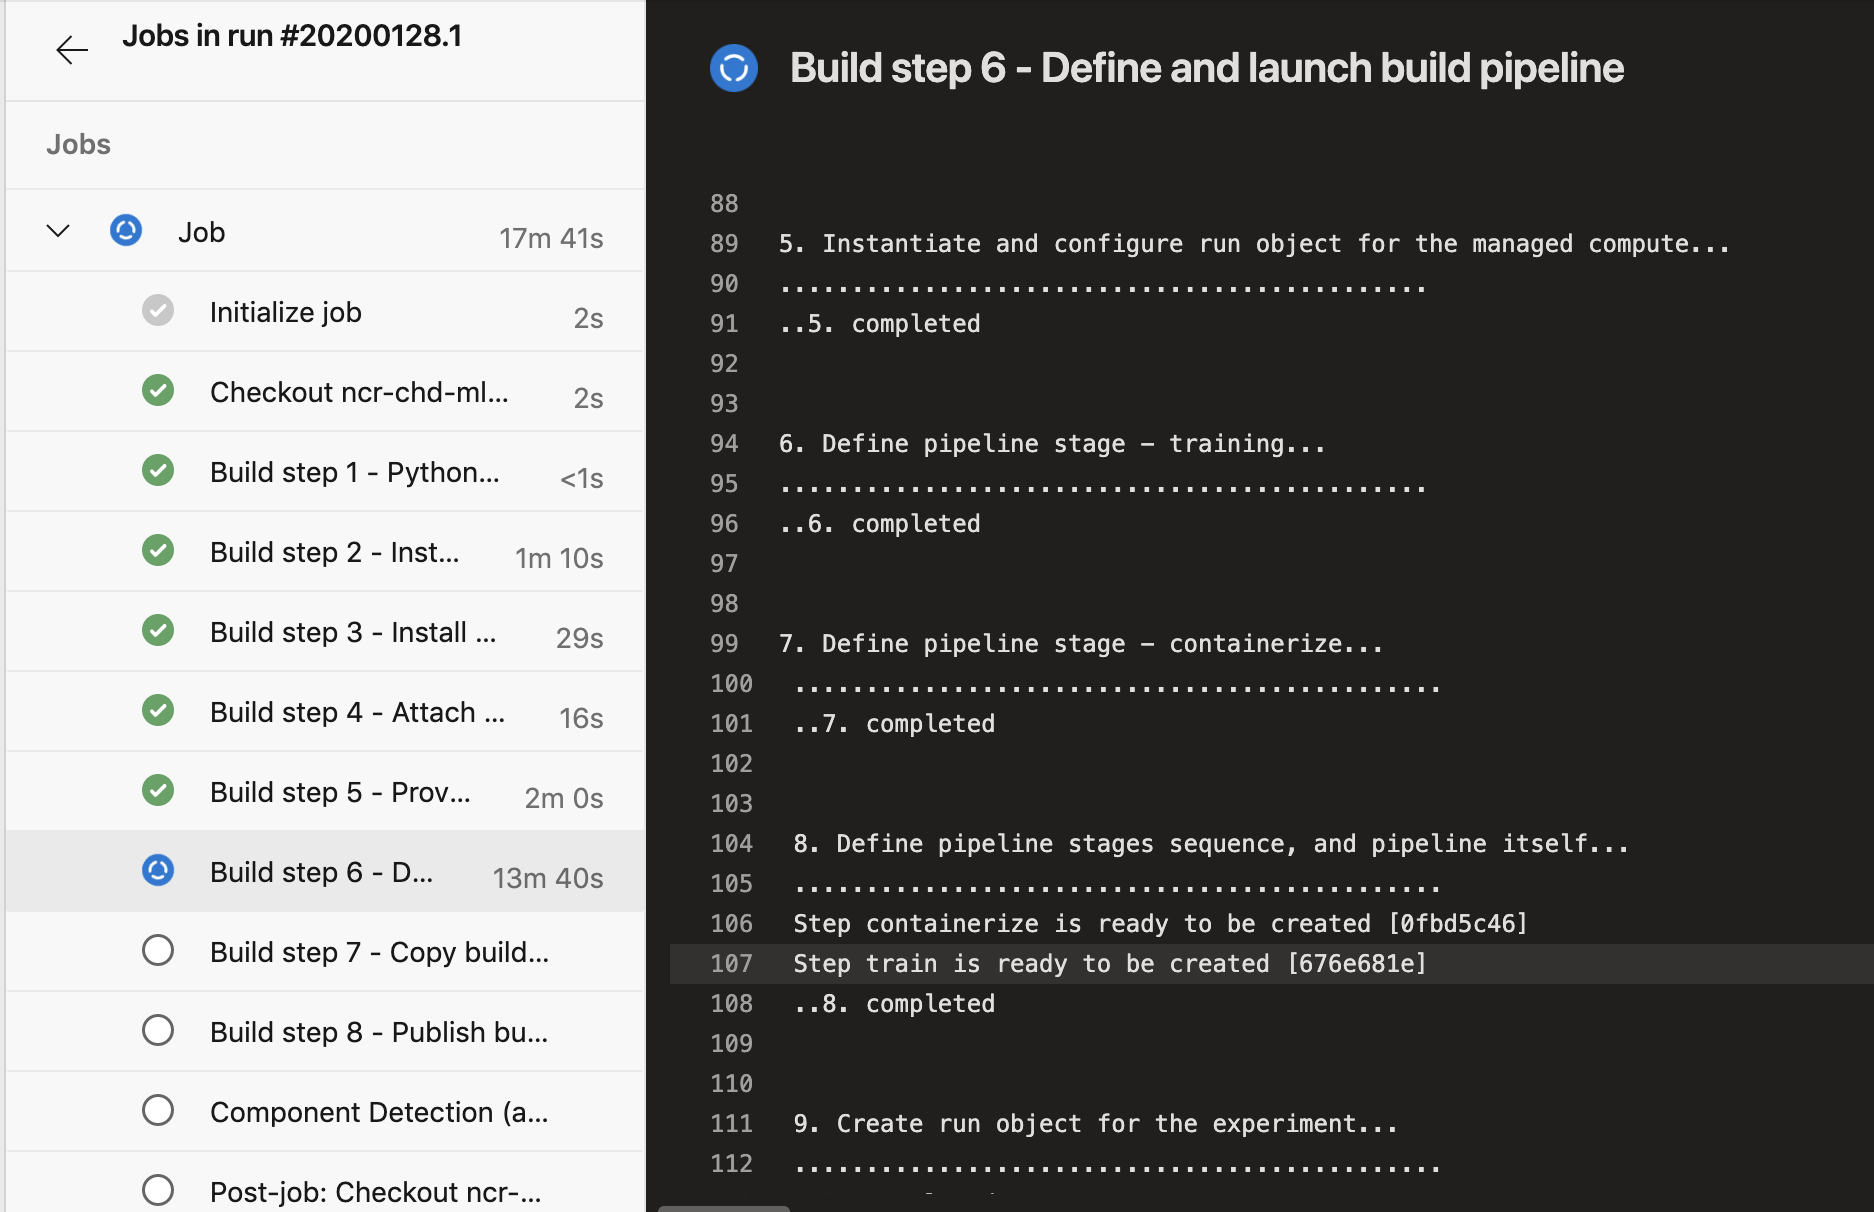 Jobs in run #20200128.1
Jobs
Job 17m 41s
Initialize job 2s
Checkout ncr-chd-ml... 2s
Build step 1 - Python... <1s
Build step 2 - Inst... 1m 10s
Build step 3 - Install ... 29s
Build step 4 - Attach ... 16s
Build step 5 - Prov... 2m 0s
Build step 6 - D... 13m 40s
Build step 7 - Copy build...
Build step 8 - Publish bu...
Component Detection (a...
Post-job: Checkout ncr-...
Build step 6 - Define and launch build pipeline
88
89 5. Instantiate and configure run object for the managed compute...
90 .............................................
91 ..5. completed
92
93
94 6. Define pipeline stage – training...
95 .............................................
96 ..6. completed
97
98
99 7. Define pipeline stage – containerize...
100 .............................................
101 ..7. completed
102
103
104 8. Define pipeline stages sequence, and pipeline itself...
105 .............................................
106 Step containerize is ready to be created [0fbd5c46]
107 Step train is ready to be created [676e681e]
108 ..8. completed
109
110
111 9. Create run object for the experiment...
112 .............................................